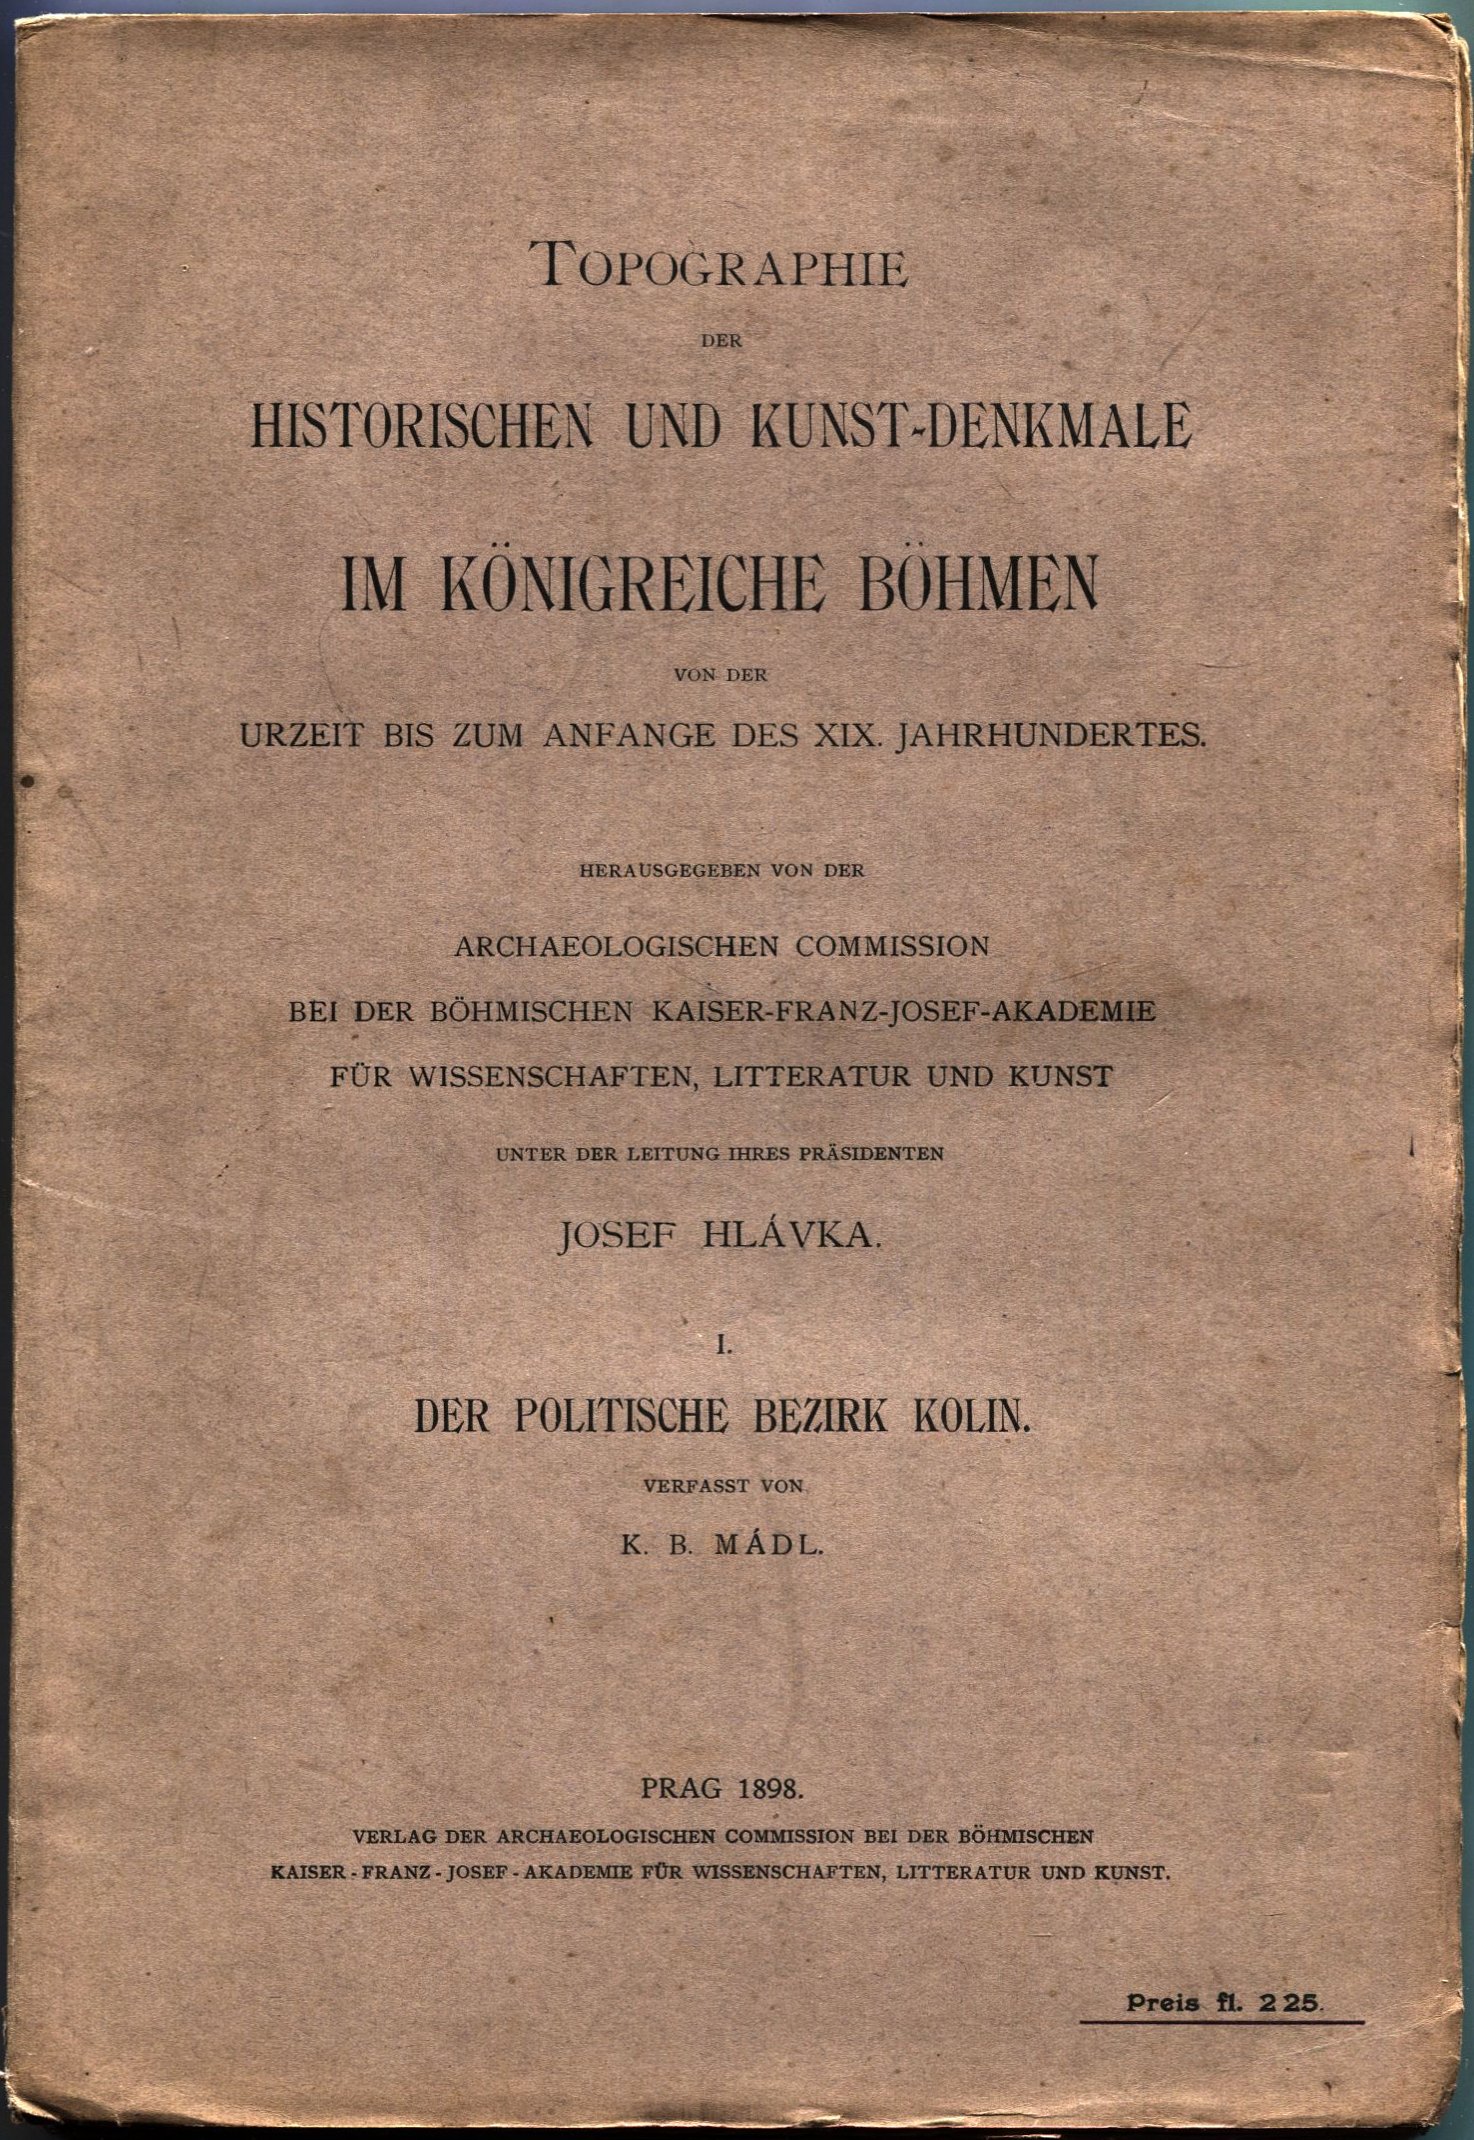 TOPOGRAPHIE
DER
HISTORISCHEN UND KUNST-DENKMALE
IM KÖNIGREICHE BÖHMEN
VON DER
URZEIT BIS ZUM ANFANGE DES XIX. JAHRHUNDERTES.
HERAUSGEGEBEN VON DER
ARCHAEOLOGISCHEN COMMISSION
BEI DER BÖHMISCHEN KAISER-FRANZ-JOSEF-AKADEMIE
FÜR WISSENSCHAFTEN, LITTERATUR UND KUNST
UNTER DER LEITUNG IHRES PRÄSIDENTEN
JOSEF HLÁVKA.
I.
DER POLITISCHE BEZIRK KOLIN.
VERFASST VON
K. B. MÁDL.
PRAG 1898.
VERLAG DER ARCHAEOLOGISCHEN COMMISSION BEI DER BÖHMISCHEN
KAISER-FRANZ-JOSEF-AKADEMIE FÜR WISSENSCHAFTEN, LITTERATUR UND KUNST.
Preis fl. 2 25.